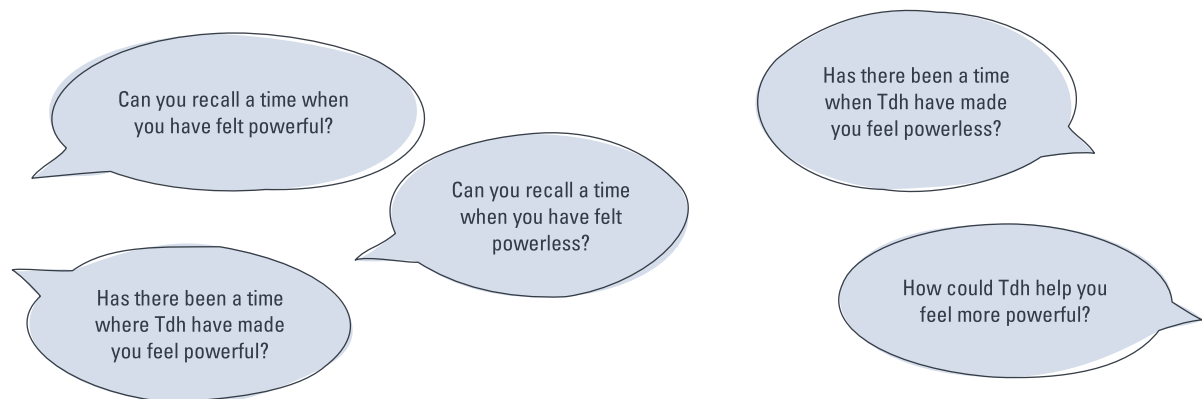 Can you recall a time when
you have felt powerful?
Can you recall a time
when you have felt
powerless?
Has there been a time
where Tdh have made
you feel powerful?
Has there been a time
when Tdh have made
you feel powerless?
How could Tdh help you
feel more powerful?